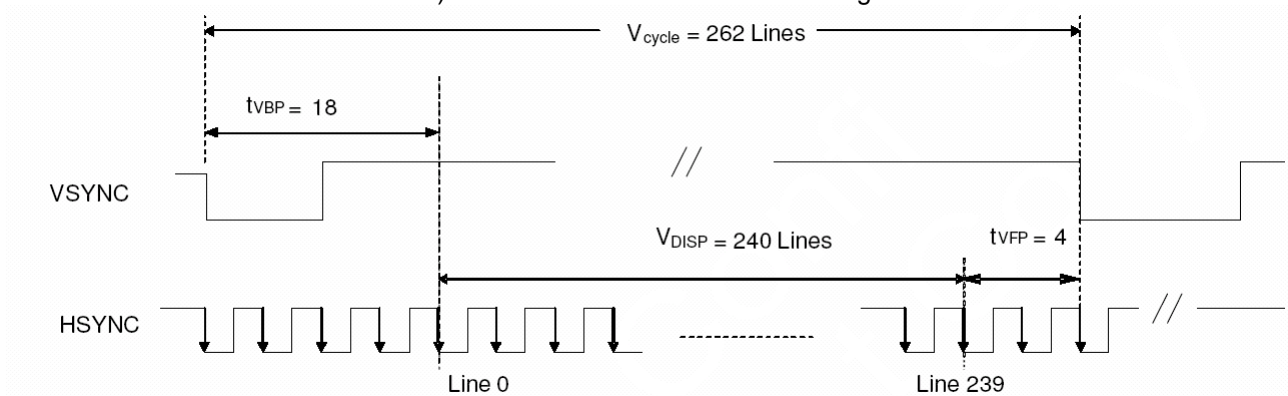 Vcycle = 262 Lines
tVBP = 18
VSYNC
VDISP = 240 Lines
tVFP = 4
HSYNC
Line 0
Line 239